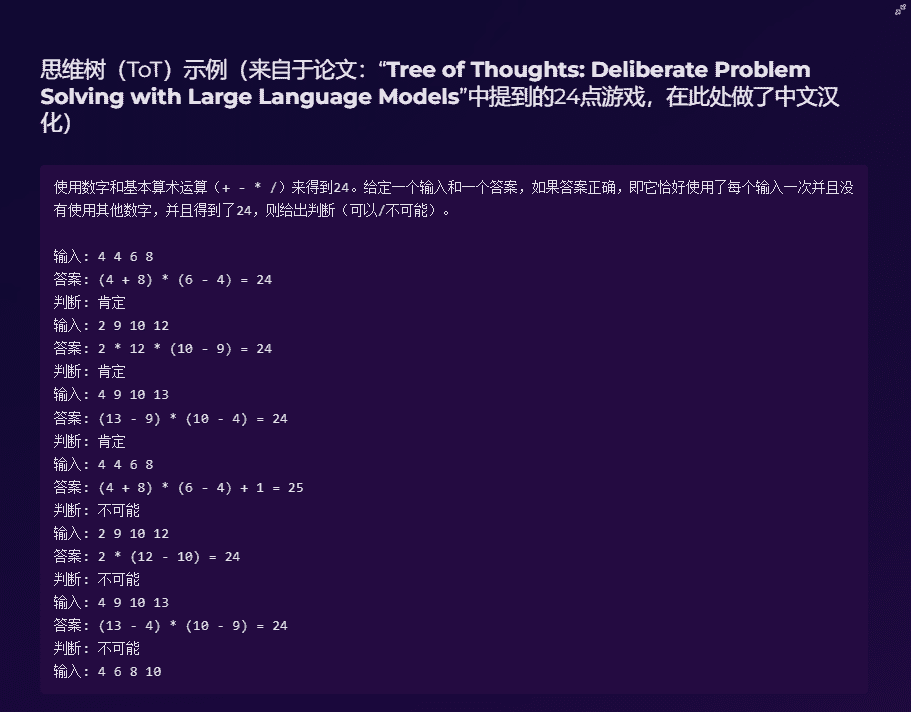 思维树（ToT）示例（来自于论文：“Tree of Thoughts: Deliberate Problem
Solving with Large Language Models”中提到的24点游戏，在此处做了中文汉
化）
使用数字和基本算术运算（+ - * /）来得到24。给定一个输入和一个答案，如果答案正确，即它恰好使用了每个输入一次并且没
有使用其他数字，并且得到了24，则给出判断（可以/不可能）。
输入: 4 4 6 8
答案: (4 + 8) * (6 - 4) = 24
判断: 肯定
输入: 2 9 10 12
答案: 2 * 12 * (10 - 9) = 24
判断: 肯定
输入: 4 9 10 13
答案: (13 - 9) * (10 - 4) = 24
判断: 肯定
输入: 4 4 6 8
答案: (4 + 8) * (6 - 4) + 1 = 25
判断: 不可能
输入: 2 9 10 12
答案: 2 * (12 - 10) = 24
判断: 不可能
输入: 4 9 10 13
答案: (13 - 4) * (10 - 9) = 24
判断: 不可能
输入: 4 6 8 10